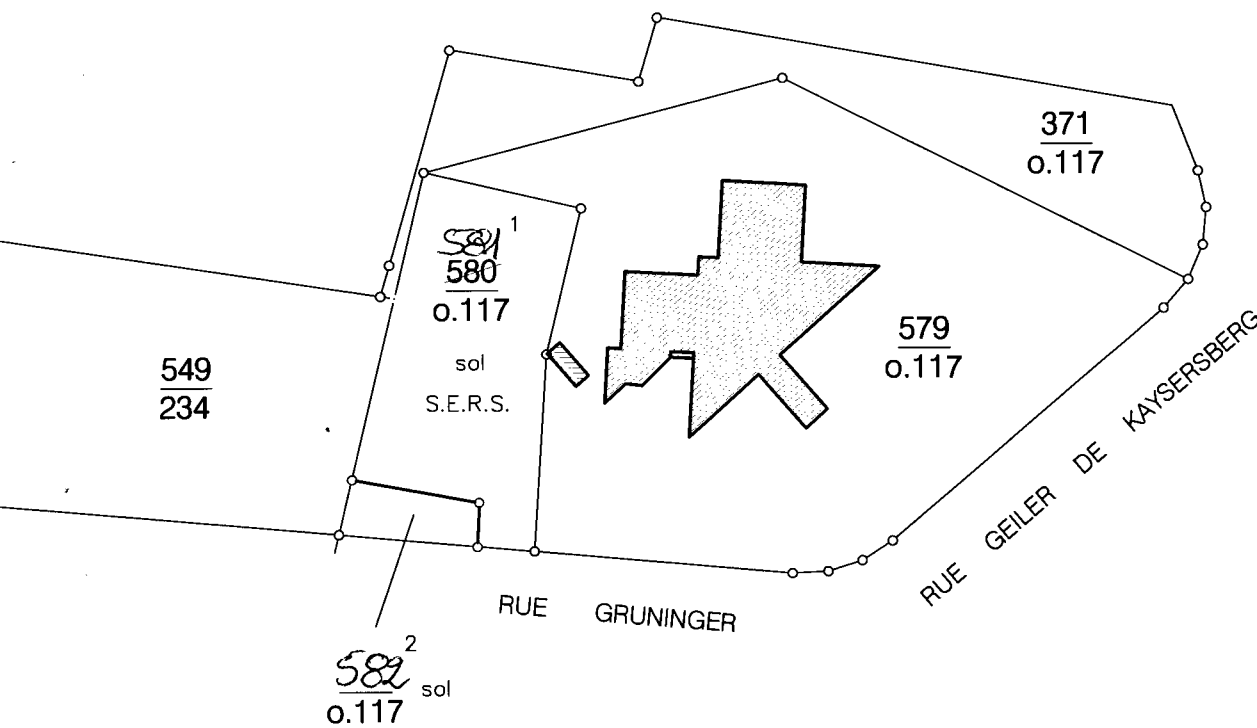 371
o.117
581 1
580
o.117
sol
S.E.R.S.
549
234
579
o.117
RUE GEILER DE KAYSERSBERG
RUE GRUNINGER
582 2 sol
o.117